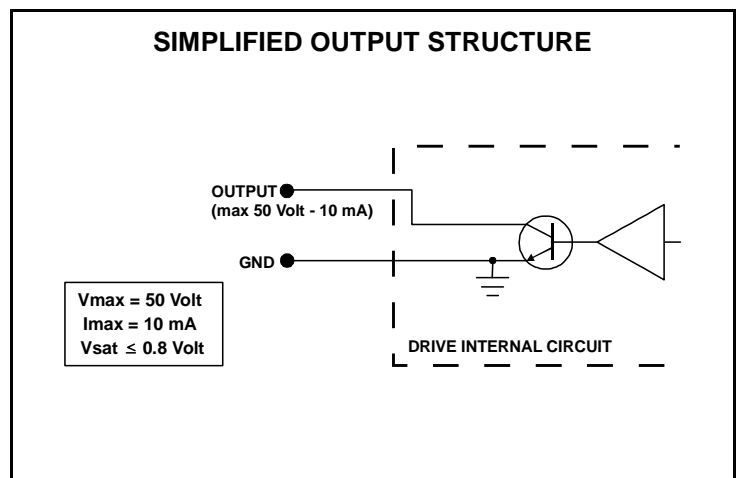 SIMPLIFIED OUTPUT STRUCTURE
OUTPUT
(max 50 Volt - 10 mA)
GND
Vmax = 50 Volt
Imax = 10 mA
Vsat ≤ 0.8 Volt
DRIVE INTERNAL CIRCUIT